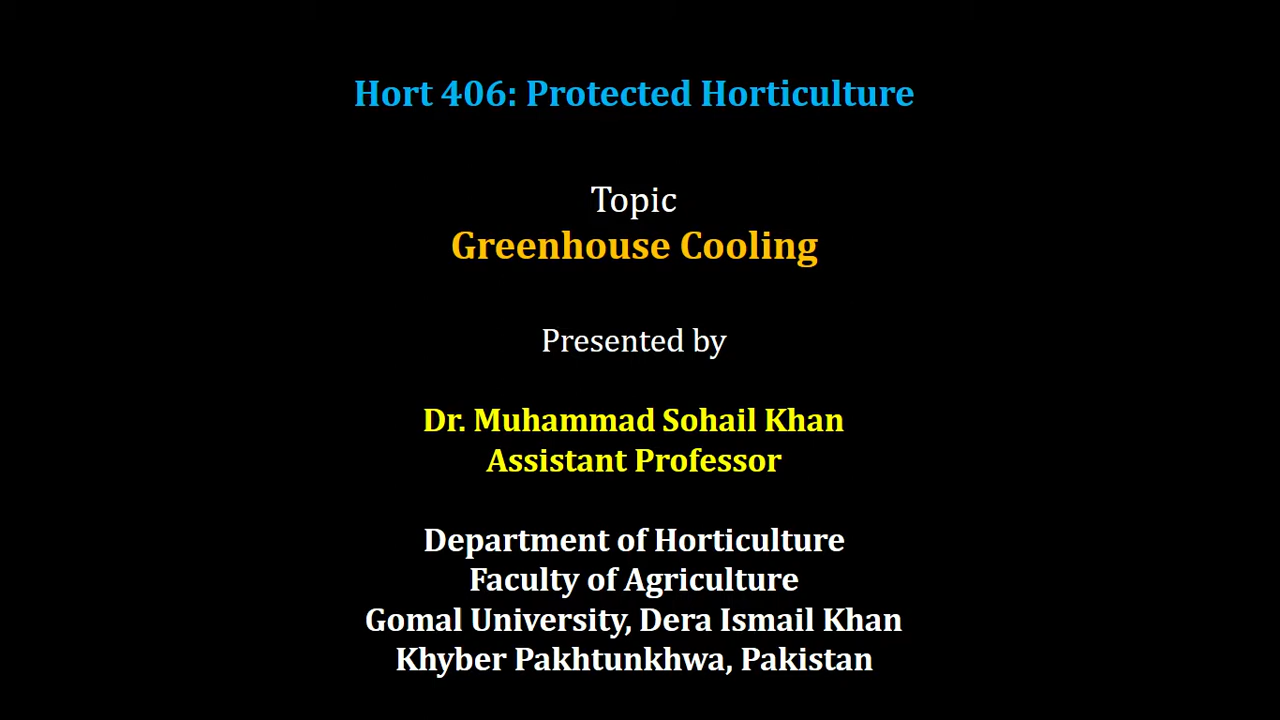 Hort 406: Protected Horticulture
Topic
Greenhouse Cooling
Presented by
Dr. Muhammad Sohail Khan
Assistant Professor
Department of Horticulture
Faculty of Agriculture
Gomal University, Dera Ismail Khan
Khyber Pakhtunkhwa, Pakistan